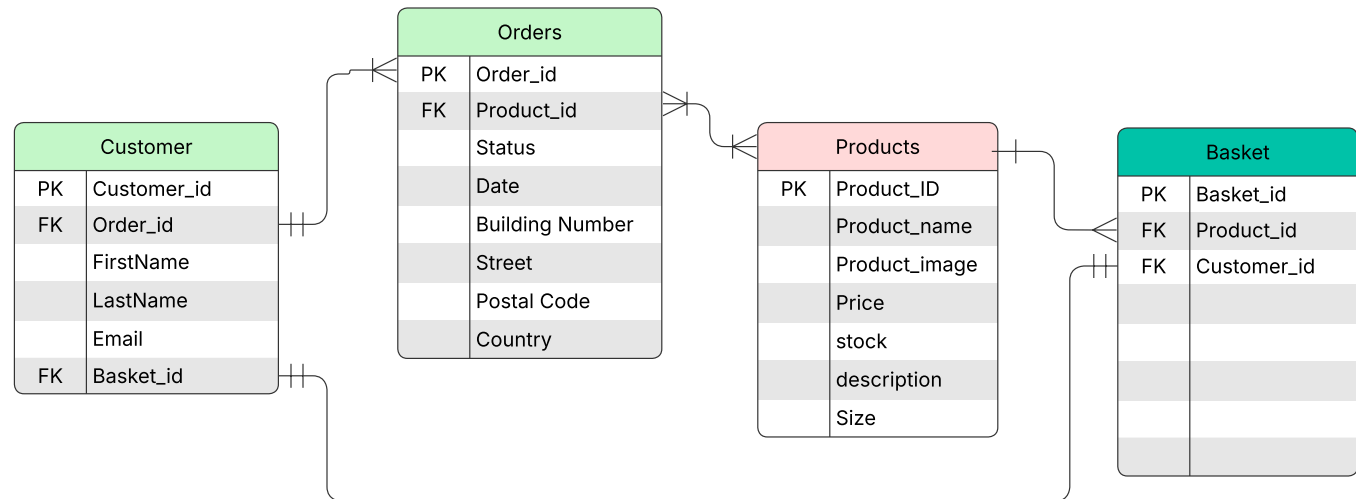 Orders
PK Order_id
FK Product_id
Status
Date
Building Number
Street
Postal Code
Country
Customer
PK Customer_id
FK Order_id
FirstName
LastName
Email
FK Basket_id
Products
PK Product_ID
Product_name
Product_image
Price
stock
description
Size
Basket
PK Basket_id
FK Product_id
FK Customer_id